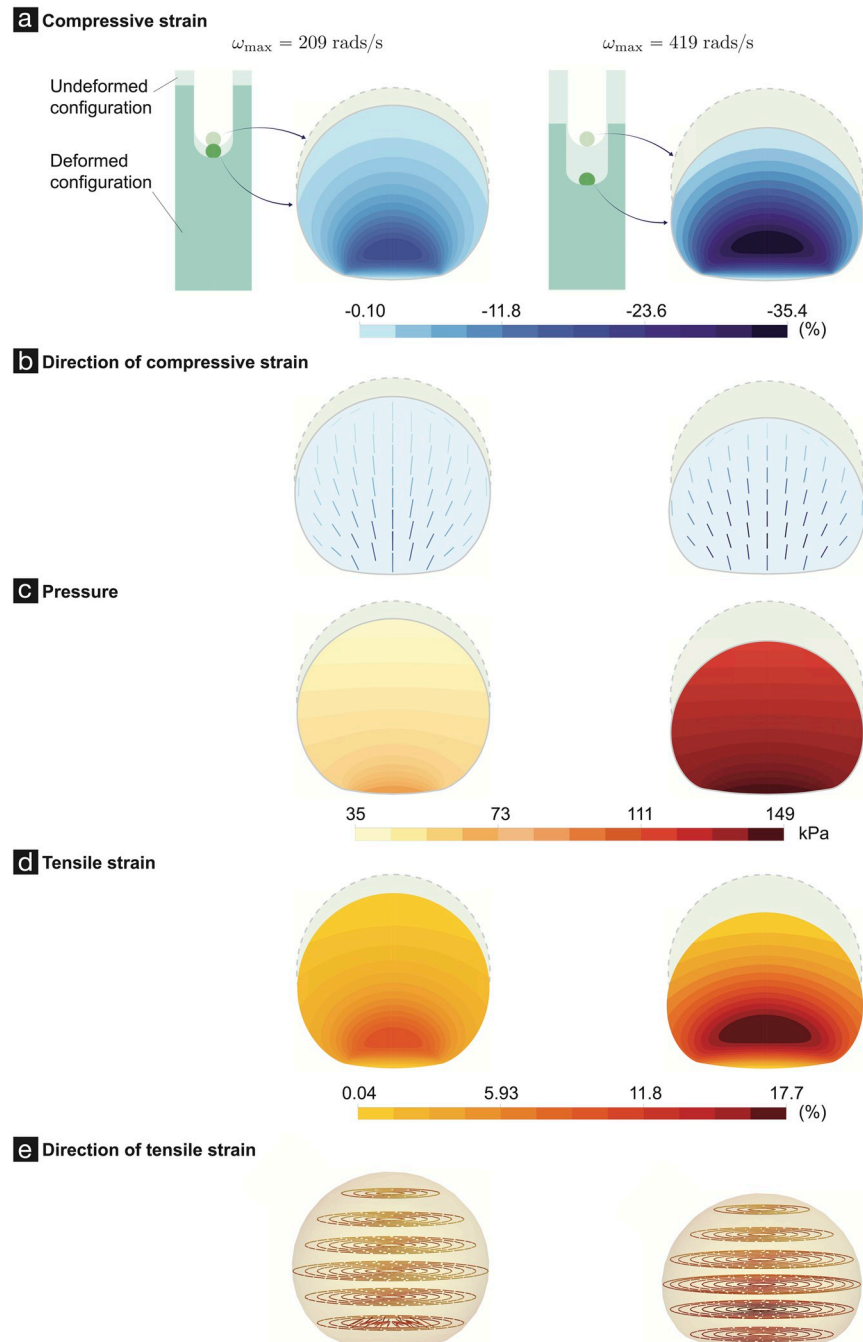 a Compressive strain
ω_max = 209 rads/s
ω_max = 419 rads/s
Undeformed
configuration
Deformed
configuration
-0.10 -11.8 -23.6 -35.4
(%)
b Direction of compressive strain
c Pressure
35 73 111 149
kPa
d Tensile strain
0.04 5.93 11.8 17.7
(%)
e Direction of tensile strain